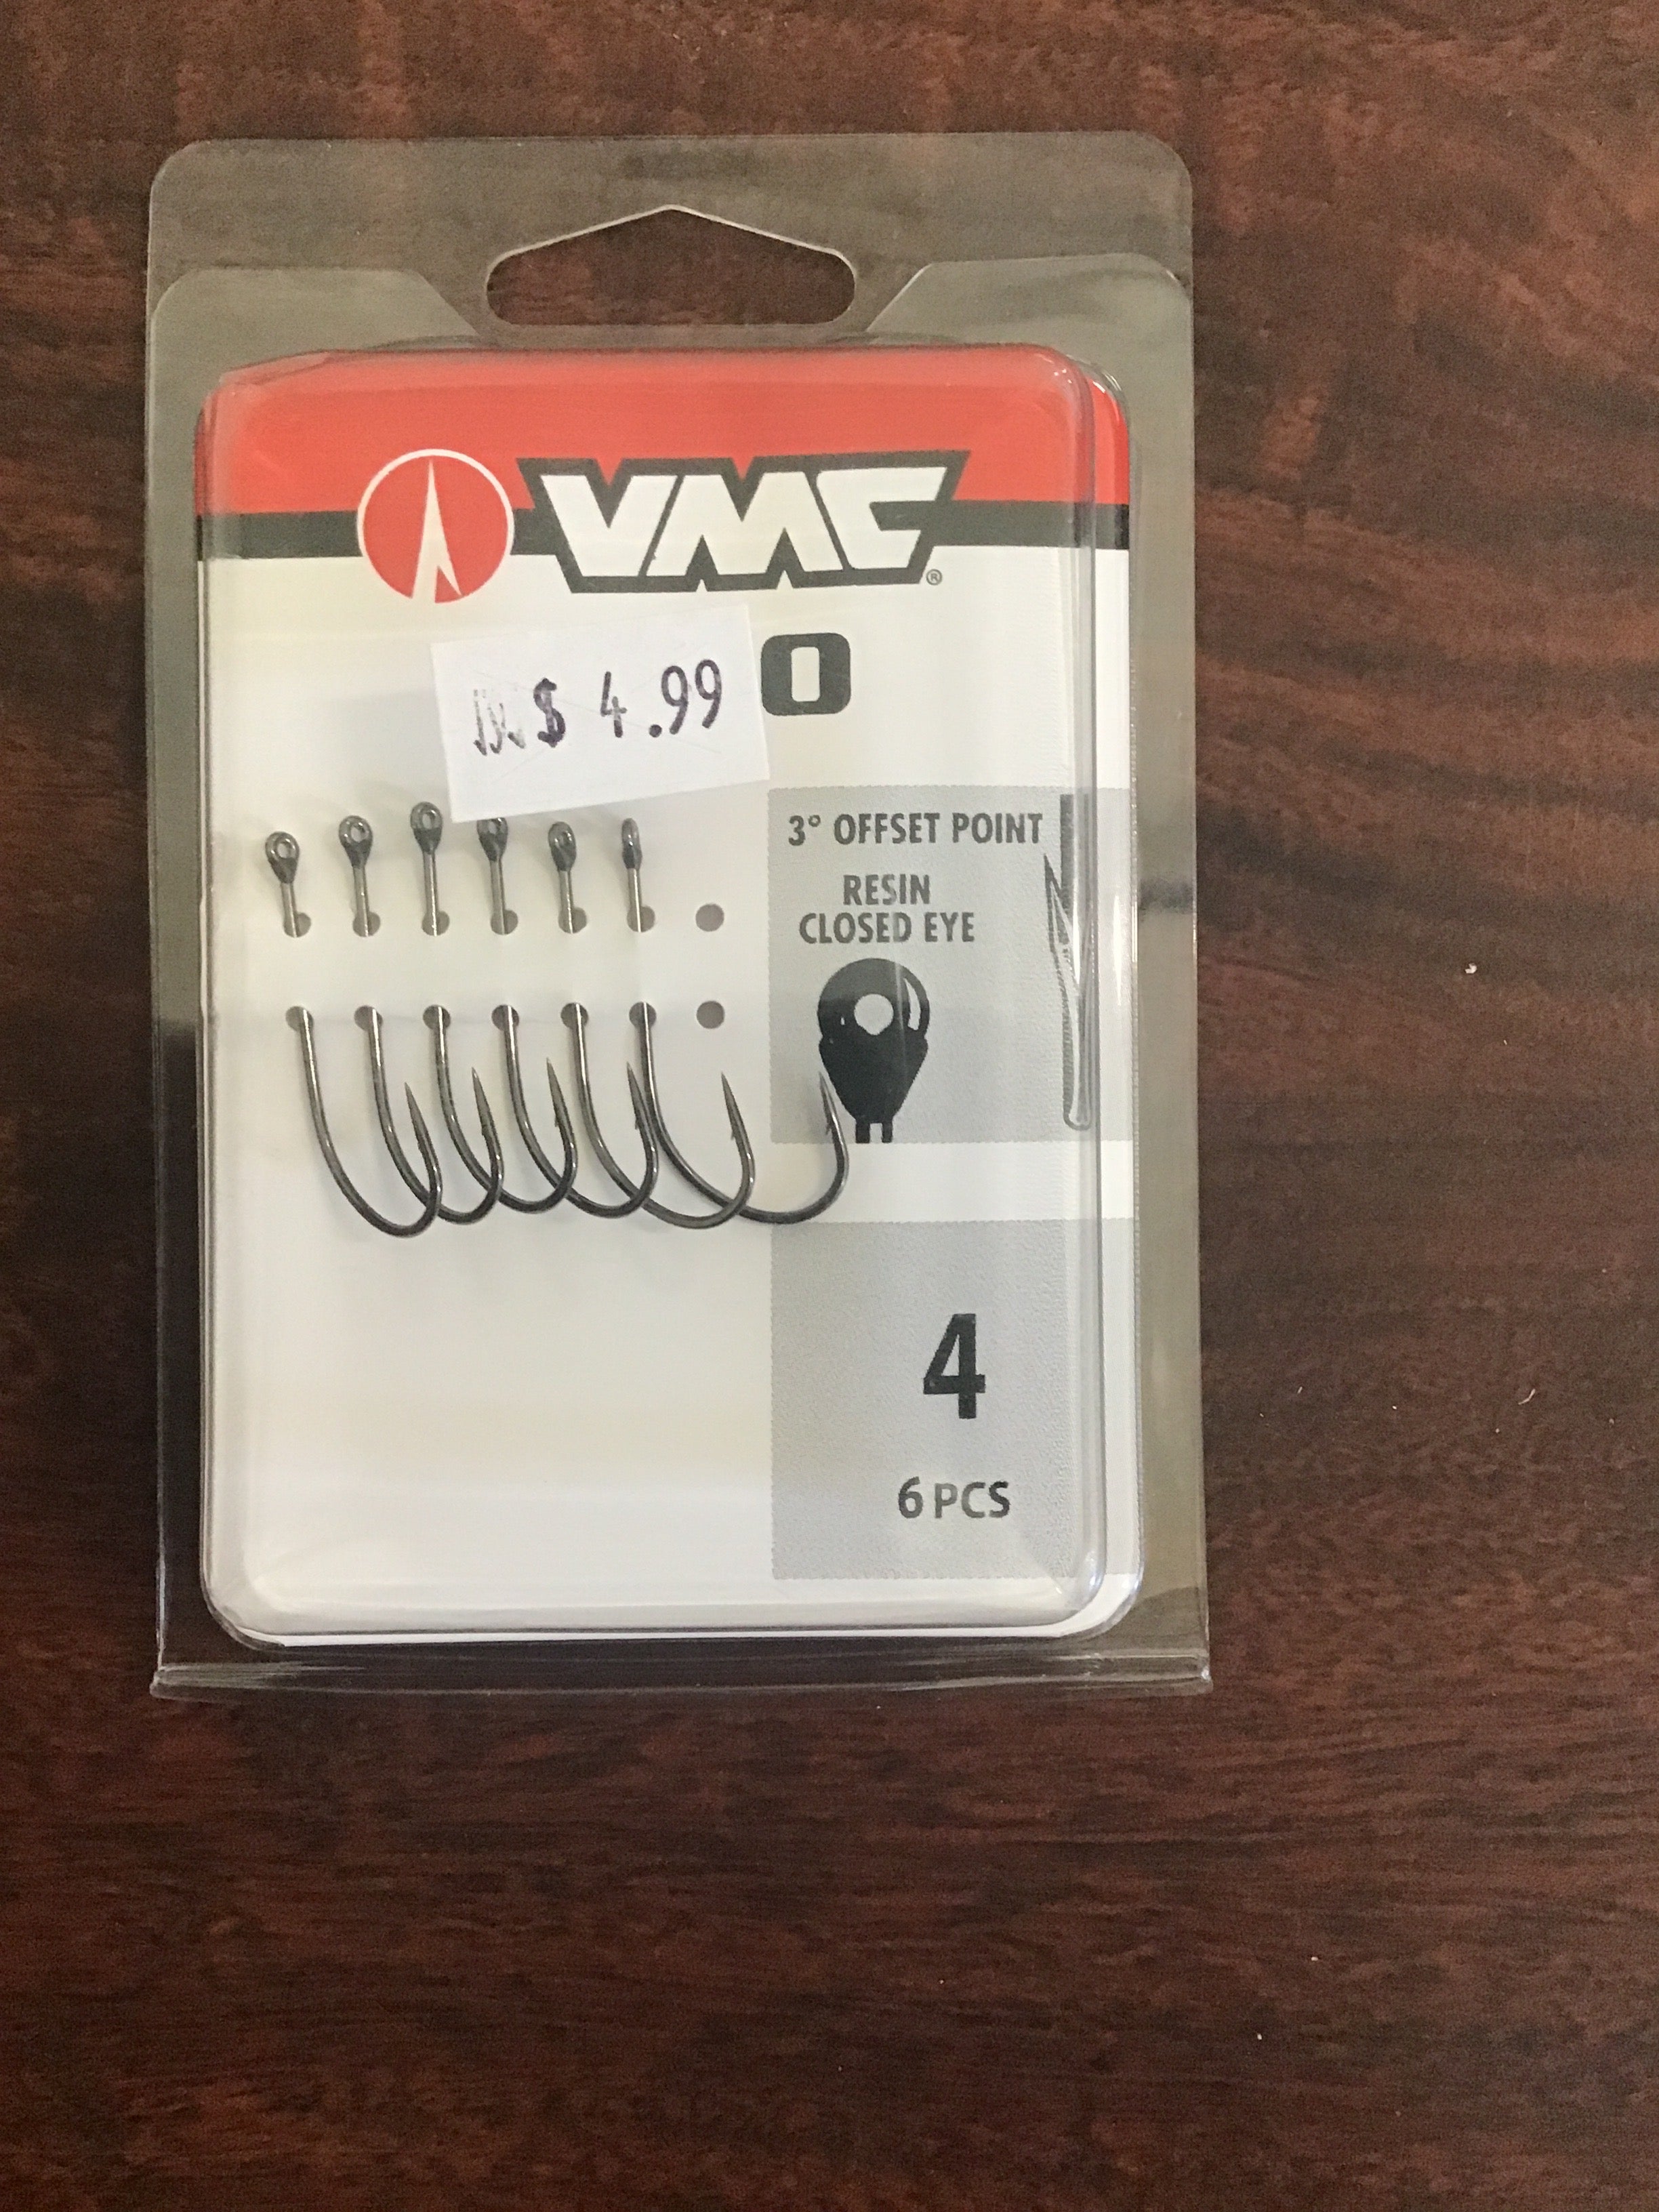 VMC®
O
$ 4.99
3° OFFSET POINT
RESIN
CLOSED EYE
4
6 PCS